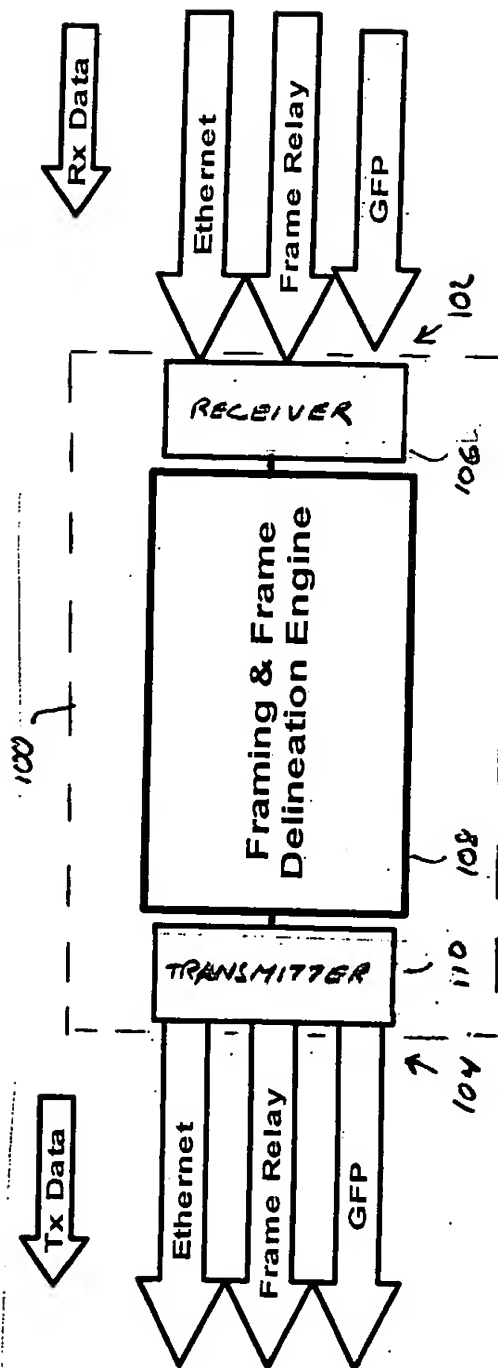 Tx Data
100
Rx Data
Ethernet
Frame Relay
GFP
TRANSMITTER
Framing & Frame
Delineation Engine
RECEIVER
Ethernet
Frame Relay
GFP
104
110
108
106
102